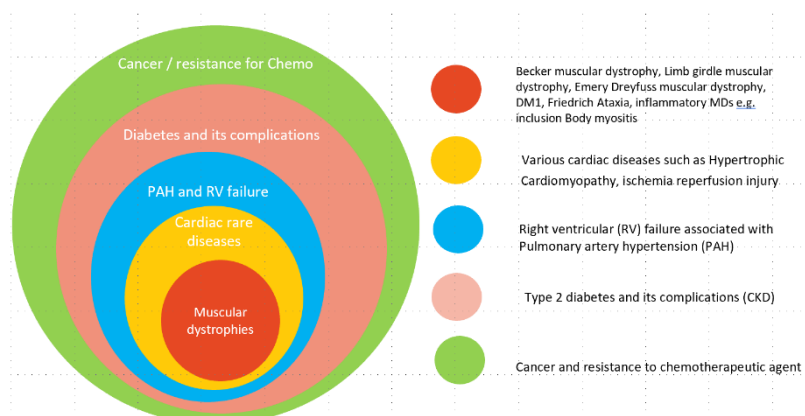 Cancer / resistance for Chemo
Diabetes and its complications
PAH and RV failure
Cardiac rare
diseases
Muscular
dystrophies
Becker muscular dystrophy, Limb girdle muscular
dystrophy, Emery Dreyfuss muscular dystrophy,
DM1, Friedrich Ataxia, inflammatory MDs e.g.
inclusion Body myositis
Various cardiac diseases such as Hypertrophic
Cardiomyopathy, ischemia reperfusion injury
Right ventricular (RV) failure associated with
Pulmonary artery hypertension (PAH)
Type 2 diabetes and its complications (CKD)
Cancer and resistance to chemotherapeutic agent